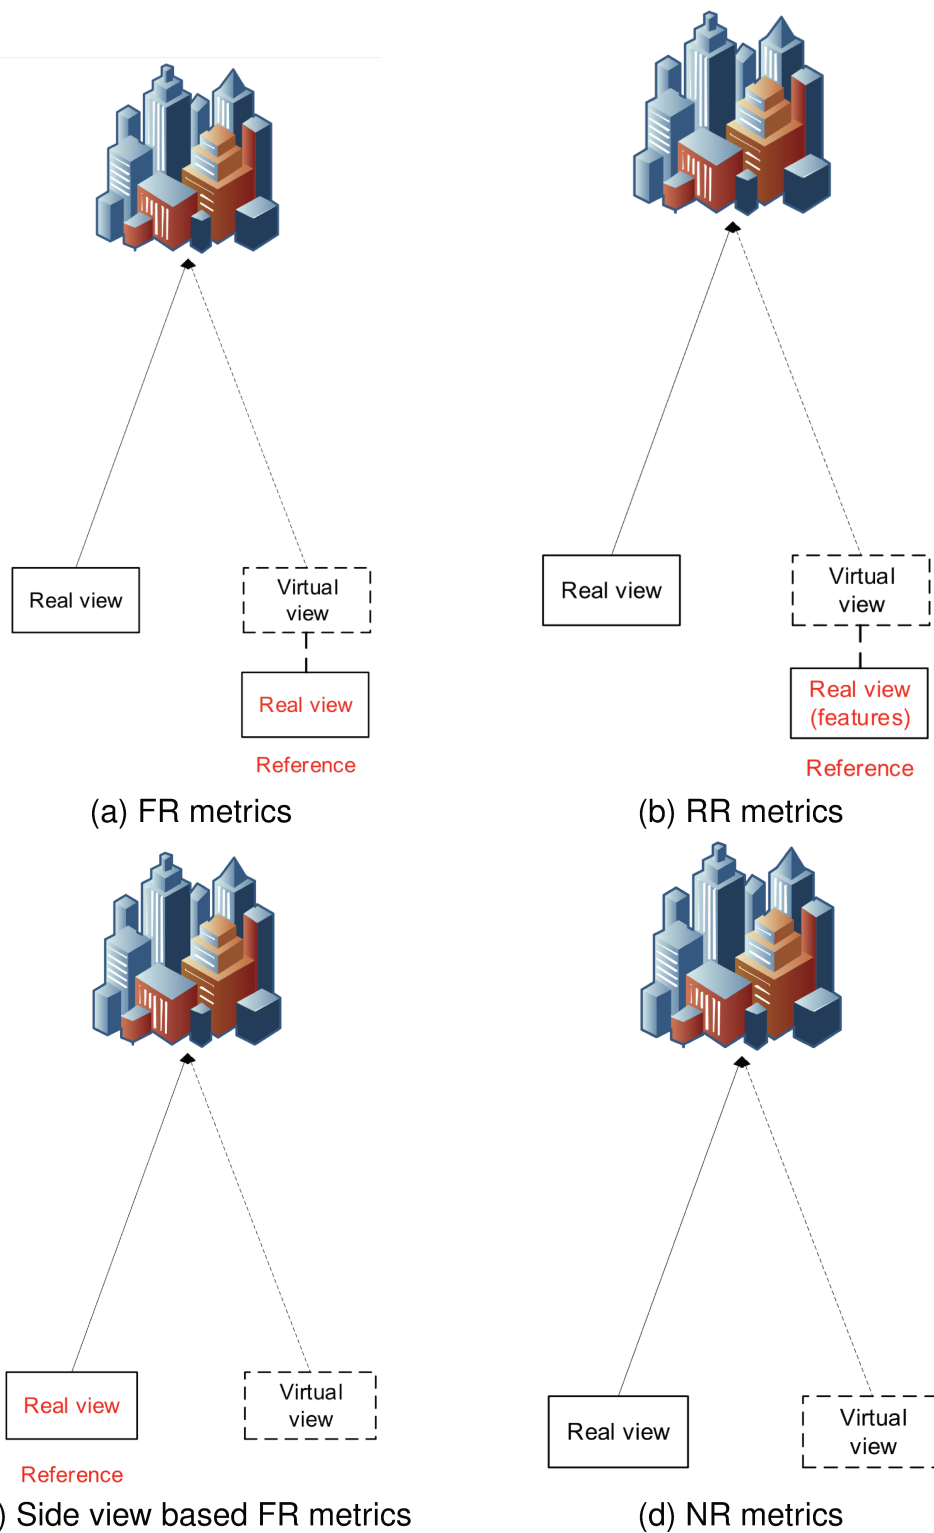 Real view
Virtual
view
Real view
Reference
(a) FR metrics
Real view
Virtual
view
Real view
(features)
Reference
(b) RR metrics
Real view
Reference
Virtual
view
) Side view based FR metrics
Real view
Virtual
view
(d) NR metrics